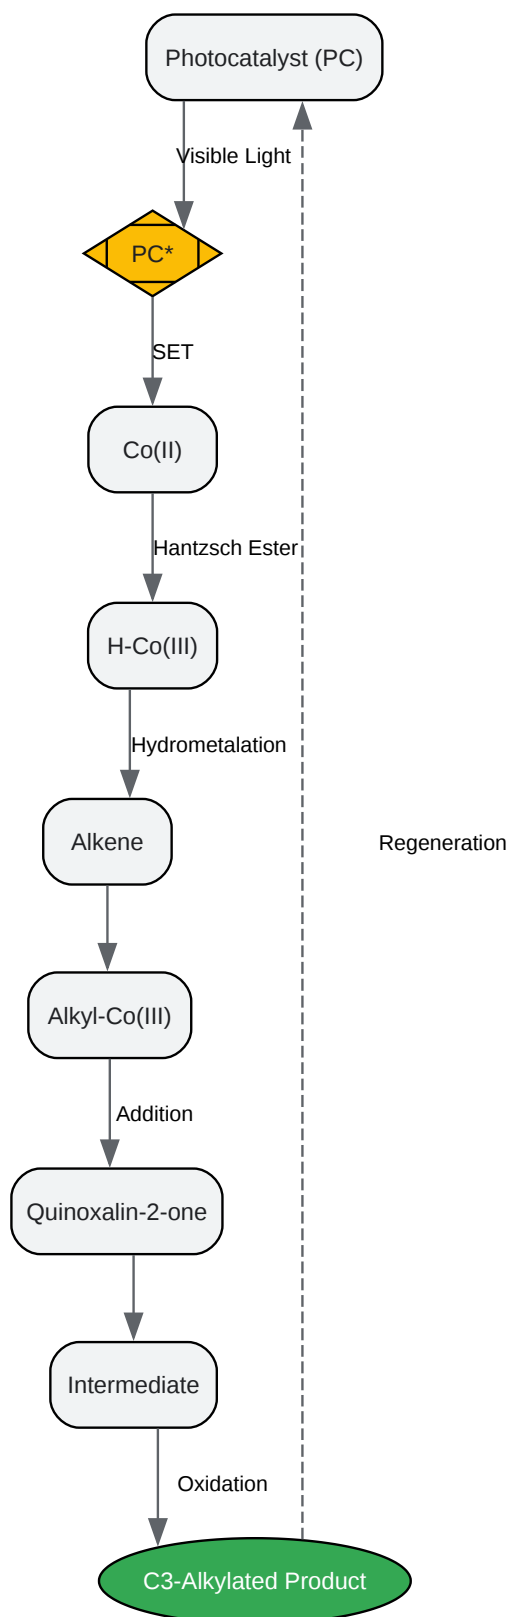 Photocatalyst (PC)
Visible Light
PC*
SET
Co(II)
Hantzsch Ester
H-Co(III)
Hydrometalation
Alkene
Regeneration
Alkyl-Co(III)
Addition
Quinoxalin-2-one
Intermediate
Oxidation
C3-Alkylated Product